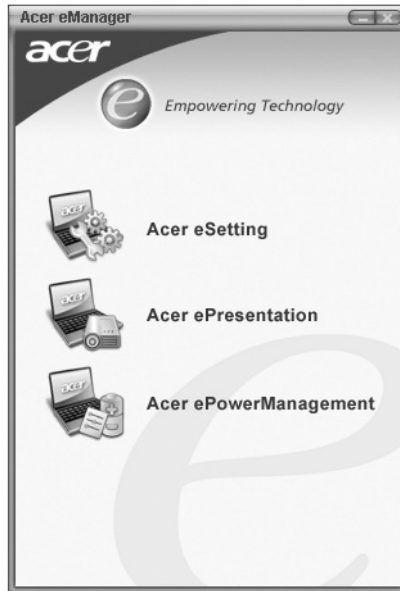 Acer eManager
acer
e Empowering Technology
Acer eSetting
Acer ePresentation
Acer ePowerManagement